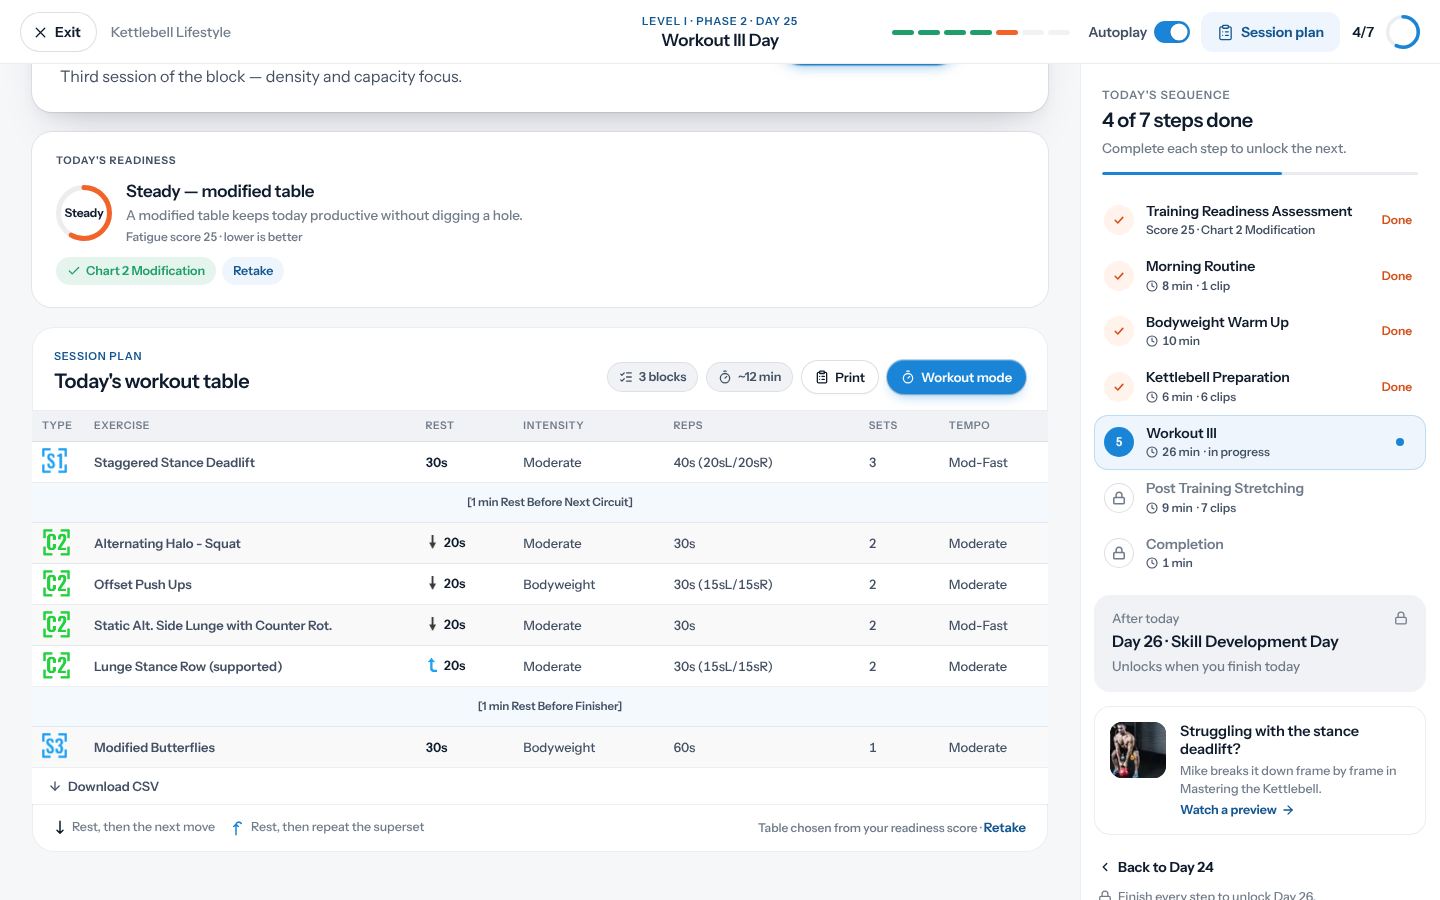 Exit
Kettlebell Lifestyle
LEVEL I · PHASE 2 · DAY 25
Workout III Day
Autoplay
Session plan
4/7
Third session of the block — density and capacity focus.
TODAY'S READINESS
Steady
Steady — modified table
A modified table keeps today productive without digging a hole.
Fatigue score 25 · lower is better
Chart 2 Modification
Retake
SESSION PLAN
Today's workout table
3 blocks
~12 min
Print
Workout mode
TYPE EXERCISE REST INTENSITY REPS SETS TEMPO
S1 Staggered Stance Deadlift 30s Moderate 40s (20sL/20sR) 3 Mod-Fast
[1 min Rest Before Next Circuit]
C2 Alternating Halo - Squat 20s Moderate 30s 2 Moderate
C2 Offset Push Ups 20s Bodyweight 30s (15sL/15sR) 2 Moderate
C2 Static Alt. Side Lunge with Counter Rot. 20s Moderate 30s 2 Mod-Fast
C2 Lunge Stance Row (supported) 20s Moderate 30s (15sL/15sR) 2 Moderate
[1 min Rest Before Finisher]
S3 Modified Butterflies 30s Bodyweight 60s 1 Moderate
Download CSV
Rest, then the next move
Rest, then repeat the superset
Table chosen from your readiness score · Retake
TODAY'S SEQUENCE
4 of 7 steps done
Complete each step to unlock the next.
Training Readiness Assessment
Score 25 · Chart 2 Modification
Done
Morning Routine
8 min · 1 clip
Done
Bodyweight Warm Up
10 min
Done
Kettlebell Preparation
6 min · 6 clips
Done
5
Workout III
26 min · in progress
Post Training Stretching
9 min · 7 clips
Completion
1 min
After today
Day 26 · Skill Development Day
Unlocks when you finish today
Struggling with the stance
deadlift?
Mike breaks it down frame by frame in
Mastering the Kettlebell.
Watch a preview
Back to Day 24
Finish every step to unlock Day 26.